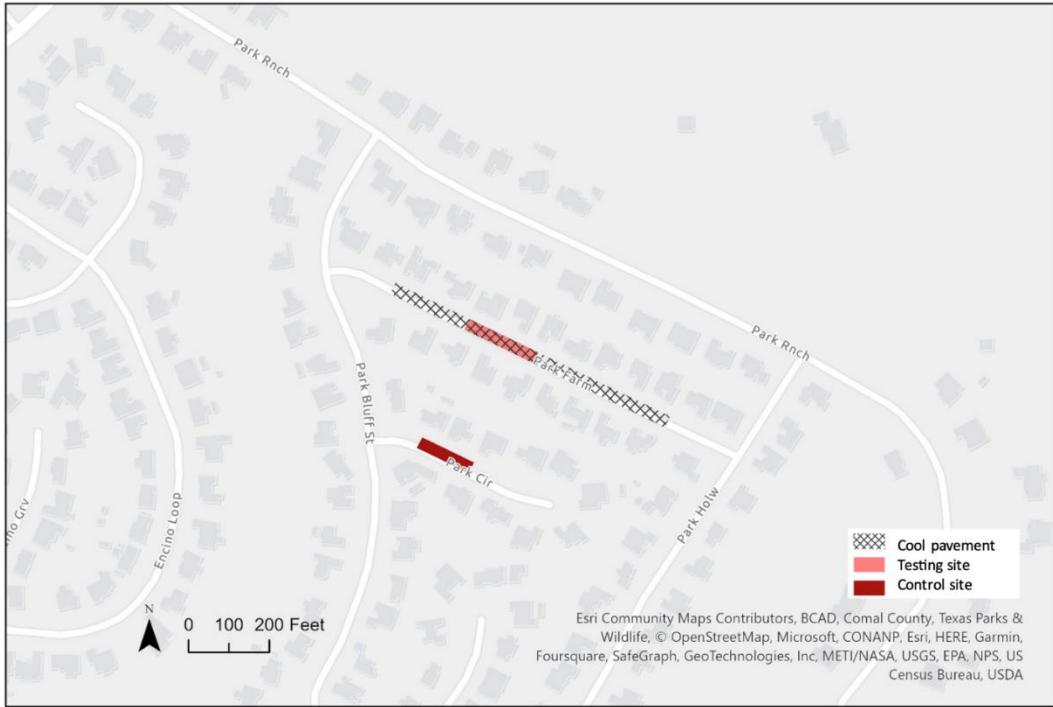 Park Rnch
Park Rnch
Park Farm
Park Bluff St
Park Cir
Park Holw
Encino Loop
ino Grv
Cool pavement
Testing site
Control site
N
0 100 200 Feet
Esri Community Maps Contributors, BCAD, Comal County, Texas Parks &
Wildlife, © OpenStreetMap, Microsoft, CONANP, Esri, HERE, Garmin,
Foursquare, SafeGraph, GeoTechnologies, Inc, METI/NASA, USGS, EPA, NPS, US
Census Bureau, USDA